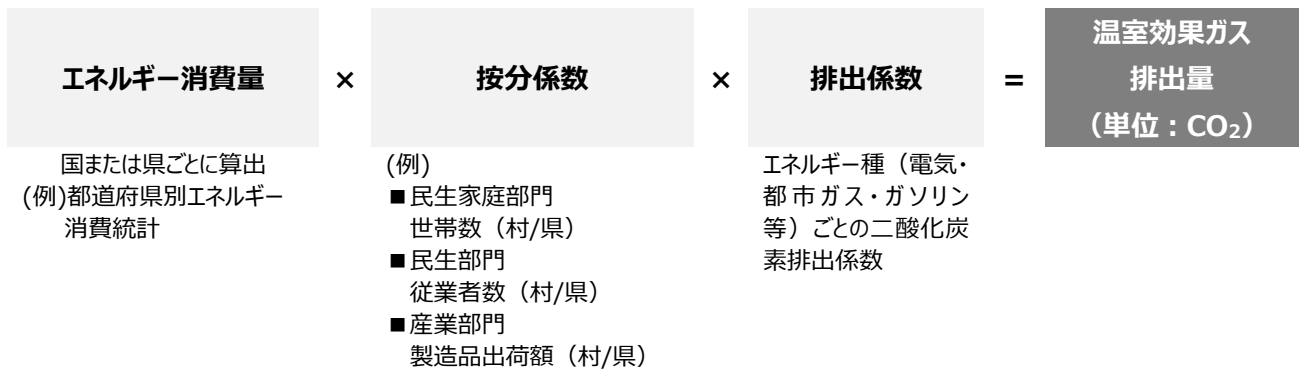 エネルギー消費量 × 按分係数 × 排出係数 = 温室効果ガス
排出量
（単位：CO₂）
国または県ごとに算出
(例)都道府県別エネルギー
消費統計
(例)
■民生家庭部門
世帯数（村/県）
■民生部門
従業者数（村/県）
■産業部門
製造品出荷額（村/県）
エネルギー種（電気・
都市ガス・ガソリン
等）ごとの二酸化炭
素排出係数